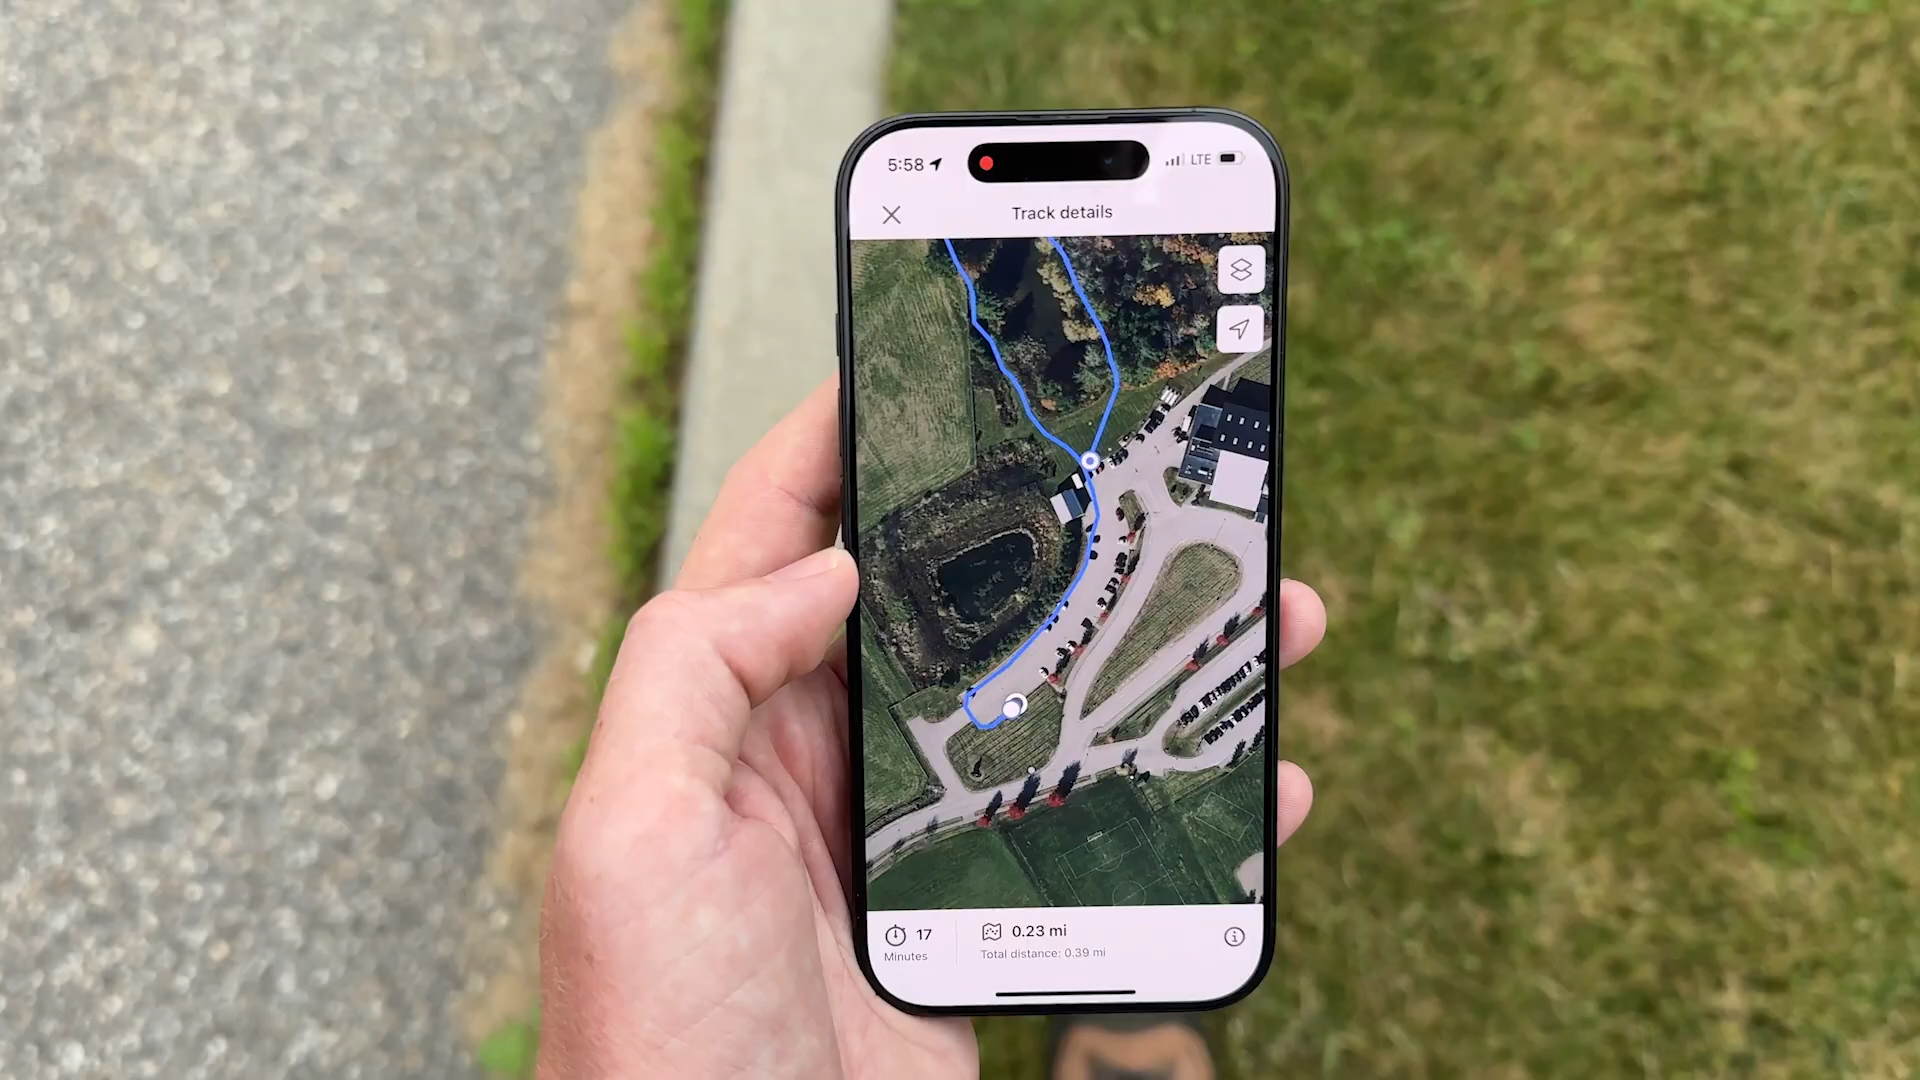 5:58
LTE
Track details
17
Minutes
0.23 mi
Total distance: 0.39 mi